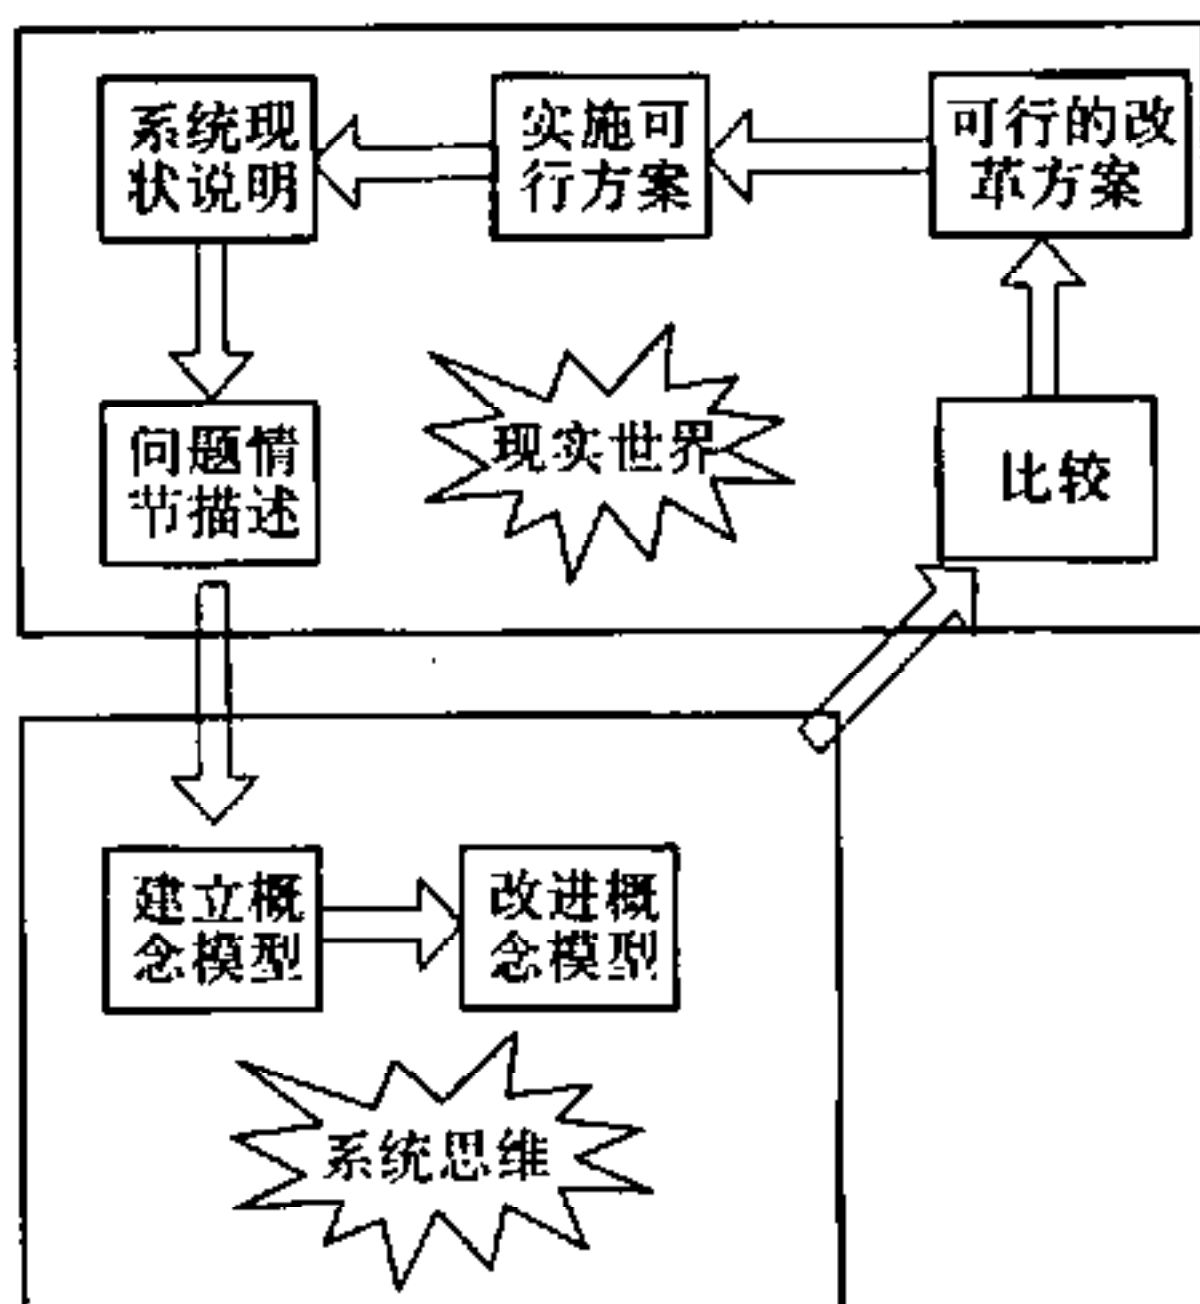 系统现
状说明
实施可
行方案
可行的改
革方案
问题情
节描述
现实世界
比较
建立概
念模型
改进概
念模型
系统思维